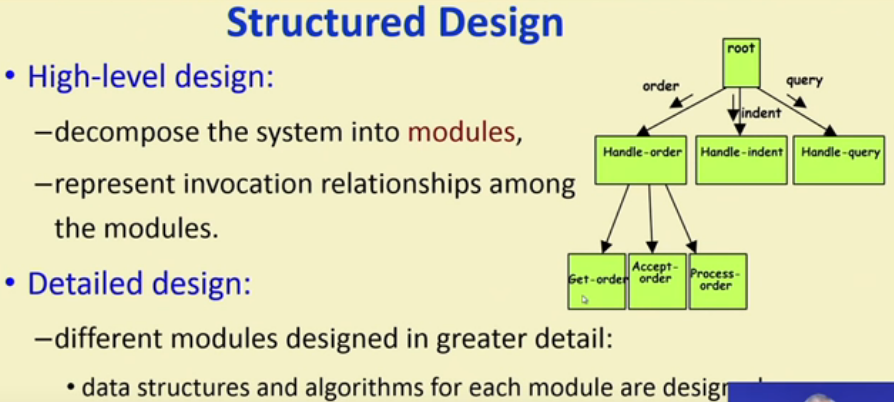 Structured Design
• High-level design:
–decompose the system into modules,
–represent invocation relationships among
the modules.
• Detailed design:
–different modules designed in greater detail:
• data structures and algorithms for each module are
root
order
query
indent
Handle-order
Handle-indent
Handle-query
Get-order
Accept-
order
Process-
order